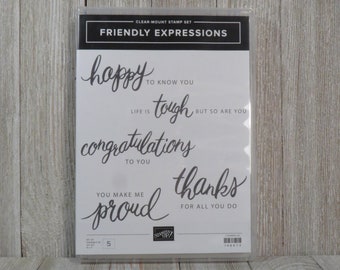 CLEAR-MOUNT STAMP SET
FRIENDLY EXPRESSIONS
happy
TO KNOW YOU
LIFE IS tough BUT SO ARE YOU
congratulations
TO YOU
YOU MAKE ME
proud
thanks
FOR ALL YOU DO
5